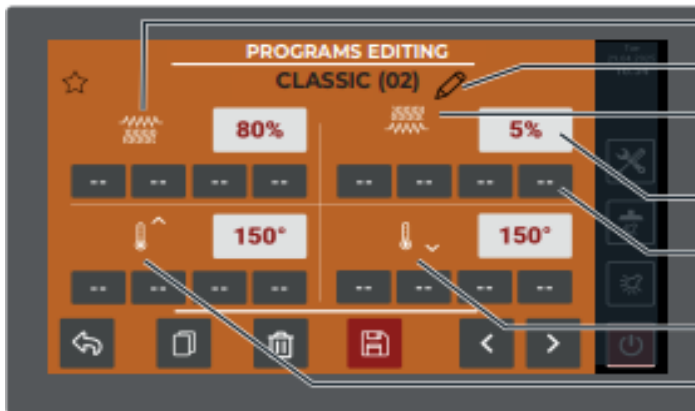 PROGRAMS EDITING
CLASSIC (02)
80%
5%
-- -- -- --
-- -- -- --
150°
150°
-- -- -- --
-- -- -- --